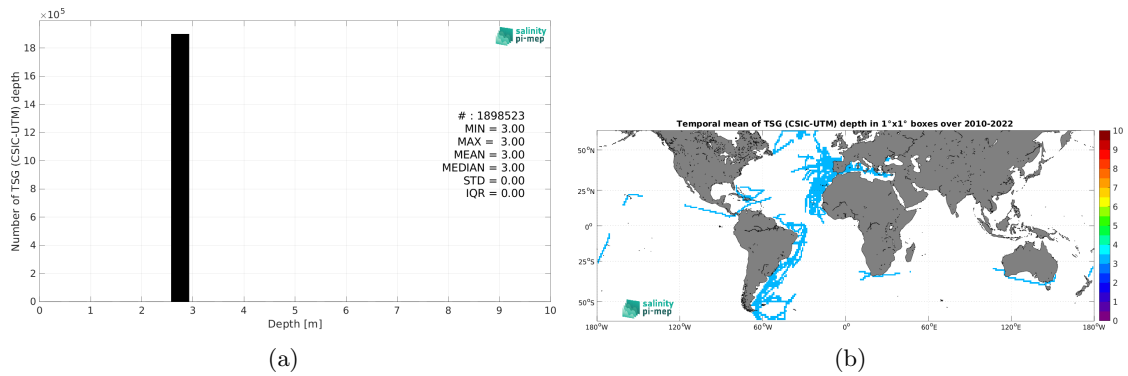 ×10⁵
18
16
14
12
10
8
6
4
2
0
Number of TSG (CSIC-UTM) depth
salinity
pi-mep
# : 1898523
MIN = 3.00
MAX = 3.00
MEAN = 3.00
MEDIAN = 3.00
STD = 0.00
IQR = 0.00
0 1 2 3 4 5 6 7 8 9 10
Depth [m]
(a)
Temporal mean of TSG (CSIC-UTM) depth in 1°x1° boxes over 2010-2022
50°N
25°N
0°
25°S
50°S
salinity
pi-mep
180°W 120°W 60°W 0° 60°E 120°E 180°E
10
9
8
7
6
5
4
3
2
1
0
(b)